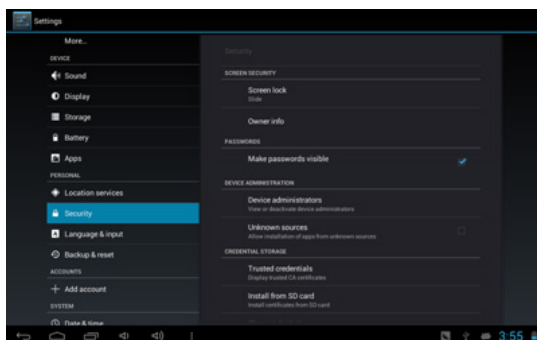 Settings
More...
DEVICE
Sound
Display
Storage
Battery
Apps
PERSONAL
Location services
Security
Language & input
Backup & reset
ACCOUNTS
Add account
SYSTEM
Date & time
Security
SCREEN SECURITY
Screen lock
Slide
Owner info
PASSWORDS
Make passwords visible
DEVICE ADMINISTRATION
Device administrators
View or deactivate device administrators
Unknown sources
Allow installation of apps from unknown sources
CREDENTIAL STORAGE
Trusted credentials
Display trusted CA certificates
Install from SD card
Install certificates from SD card
3:55